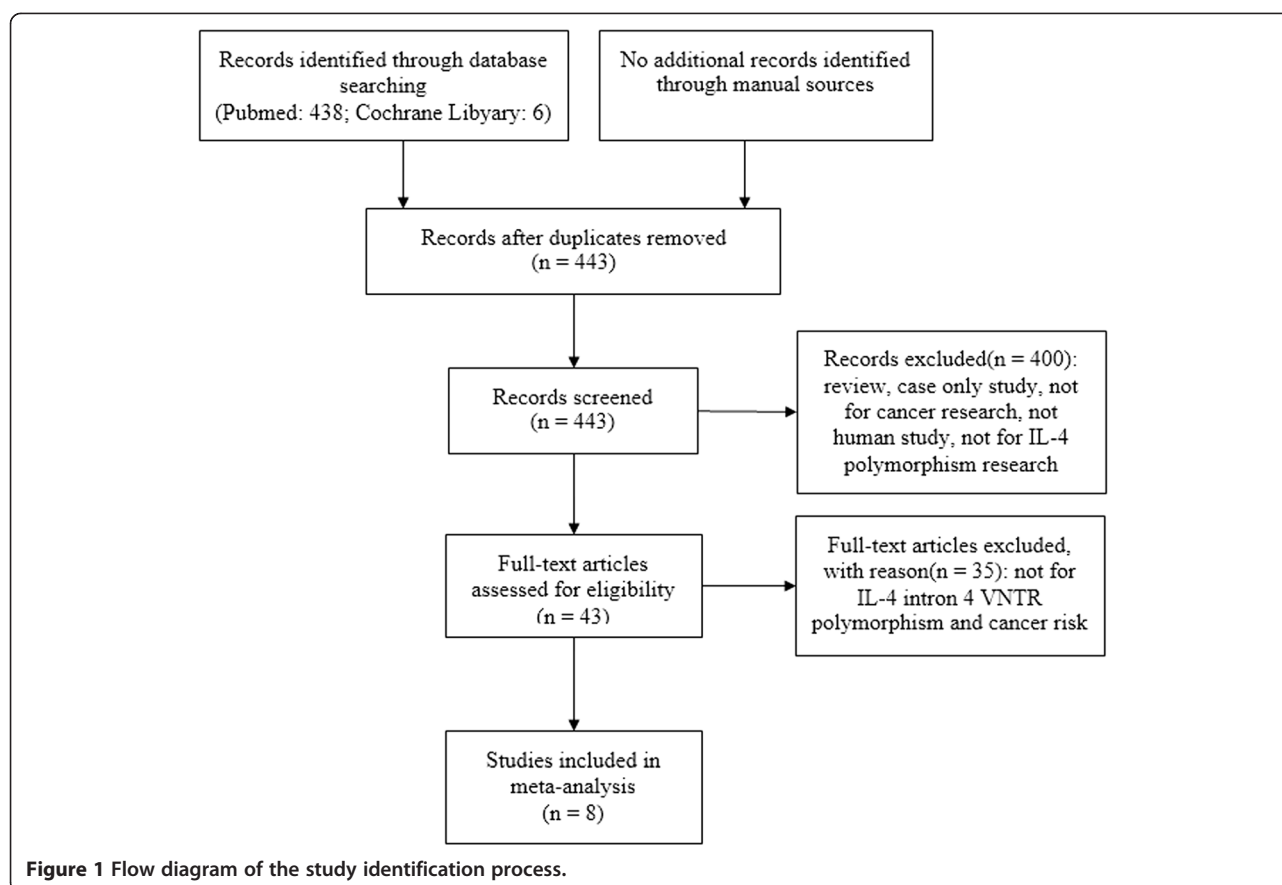 Records identified through database
searching
(Pubmed: 438; Cochrane Libyary: 6)
No additional records identified
through manual sources
Records after duplicates removed
(n = 443)
Records screened
(n = 443)
Records excluded(n = 400):
review, case only study, not
for cancer research, not
human study, not for IL-4
polymorphism research
Full-text articles
assessed for eligibility
(n = 43)
Full-text articles excluded,
with reason(n = 35): not for
IL-4 intron 4 VNTR
polymorphism and cancer risk
Studies included in
meta-analysis
(n = 8)
Figure 1 Flow diagram of the study identification process.